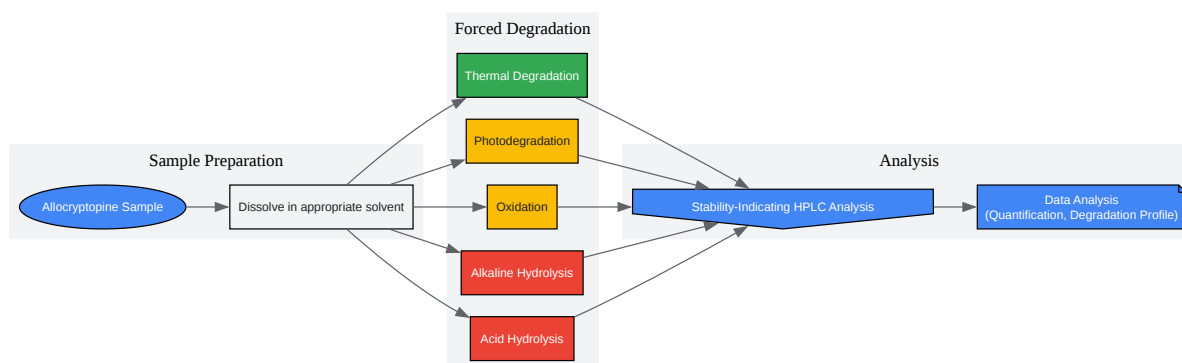 Forced Degradation
Thermal Degradation
Photodegradation
Sample Preparation
Analysis
Allocryptopine Sample
Dissolve in appropriate solvent
Oxidation
Stability-Indicating HPLC Analysis
Data Analysis
(Quantification, Degradation Profile)
Alkaline Hydrolysis
Acid Hydrolysis